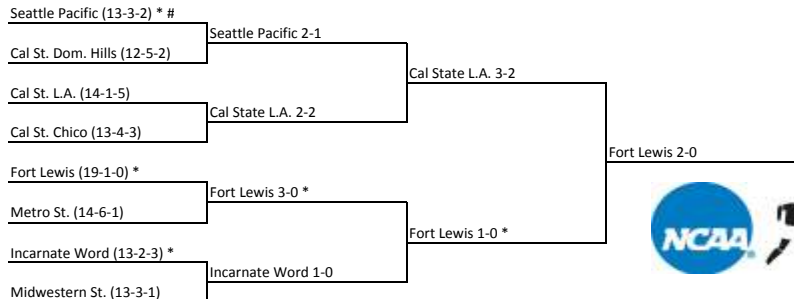 Seattle Pacific (13-3-2) * #
Seattle Pacific 2-1
Cal St. Dom. Hills (12-5-2)
Cal State L.A. 3-2
Cal St. L.A. (14-1-5)
Cal State L.A. 2-2
Cal St. Chico (13-4-3)
Fort Lewis 2-0
Fort Lewis (19-1-0) *
Fort Lewis 3-0 *
Metro St. (14-6-1)
Fort Lewis 1-0 *
Incarnate Word (13-2-3) *
Incarnate Word 1-0
Midwestern St. (13-3-1)
NCAA